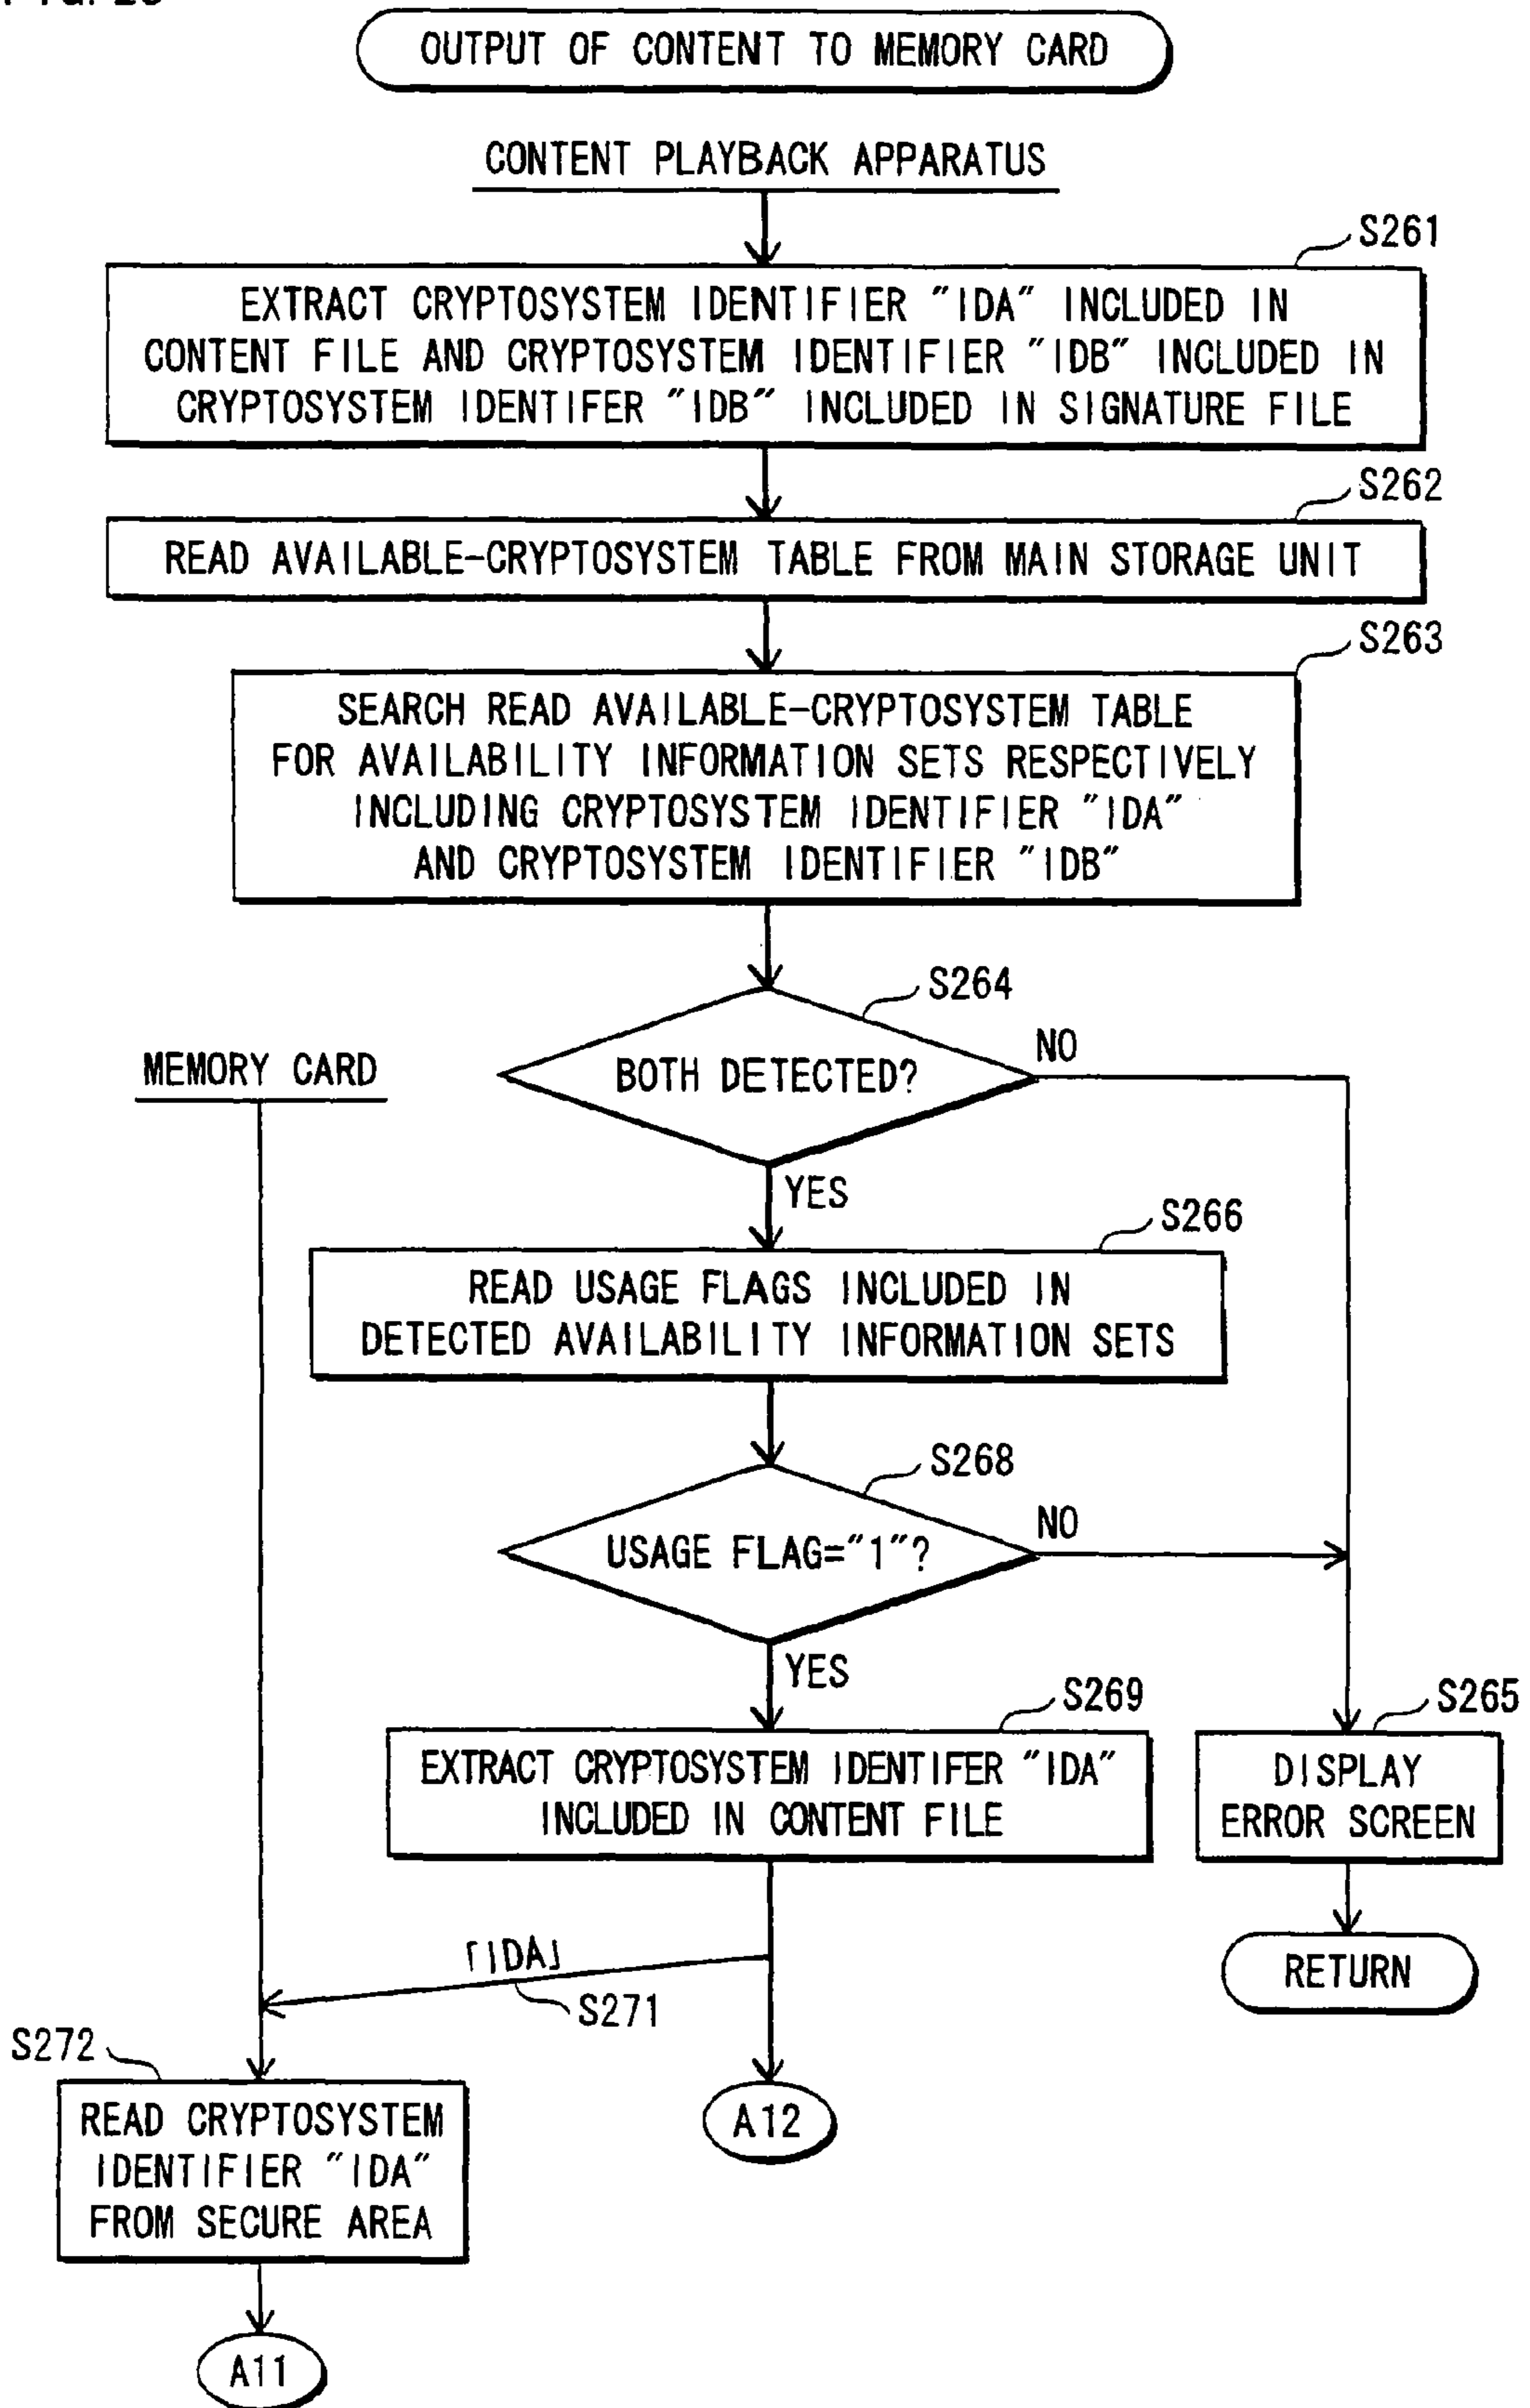 OUTPUT OF CONTENT TO MEMORY CARD
CONTENT PLAYBACK APPARATUS
S261
EXTRACT CRYPTOSYSTEM IDENTIFIER "IDA" INCLUDED IN
CONTENT FILE AND CRYPTOSYSTEM IDENTIFIER "IDB" INCLUDED IN
CRYPTOSYSTEM IDENTIFER "IDB" INCLUDED IN SIGNATURE FILE
S262
READ AVAILABLE-CRYPTOSYSTEM TABLE FROM MAIN STORAGE UNIT
S263
SEARCH READ AVAILABLE-CRYPTOSYSTEM TABLE
FOR AVAILABILITY INFORMATION SETS RESPECTIVELY
INCLUDING CRYPTOSYSTEM IDENTIFIER "IDA"
AND CRYPTOSYSTEM IDENTIFIER "IDB"
S264
MEMORY CARD
BOTH DETECTED?
NO
YES
S266
READ USAGE FLAGS INCLUDED IN
DETECTED AVAILABILITY INFORMATION SETS
S268
USAGE FLAG="1"?
NO
YES
S269
EXTRACT CRYPTOSYSTEM IDENTIFER "IDA"
INCLUDED IN CONTENT FILE
S265
DISPLAY
ERROR SCREEN
RETURN
「IDA」
S271
S272
READ CRYPTOSYSTEM
IDENTIFIER "IDA"
FROM SECURE AREA
A12
A11